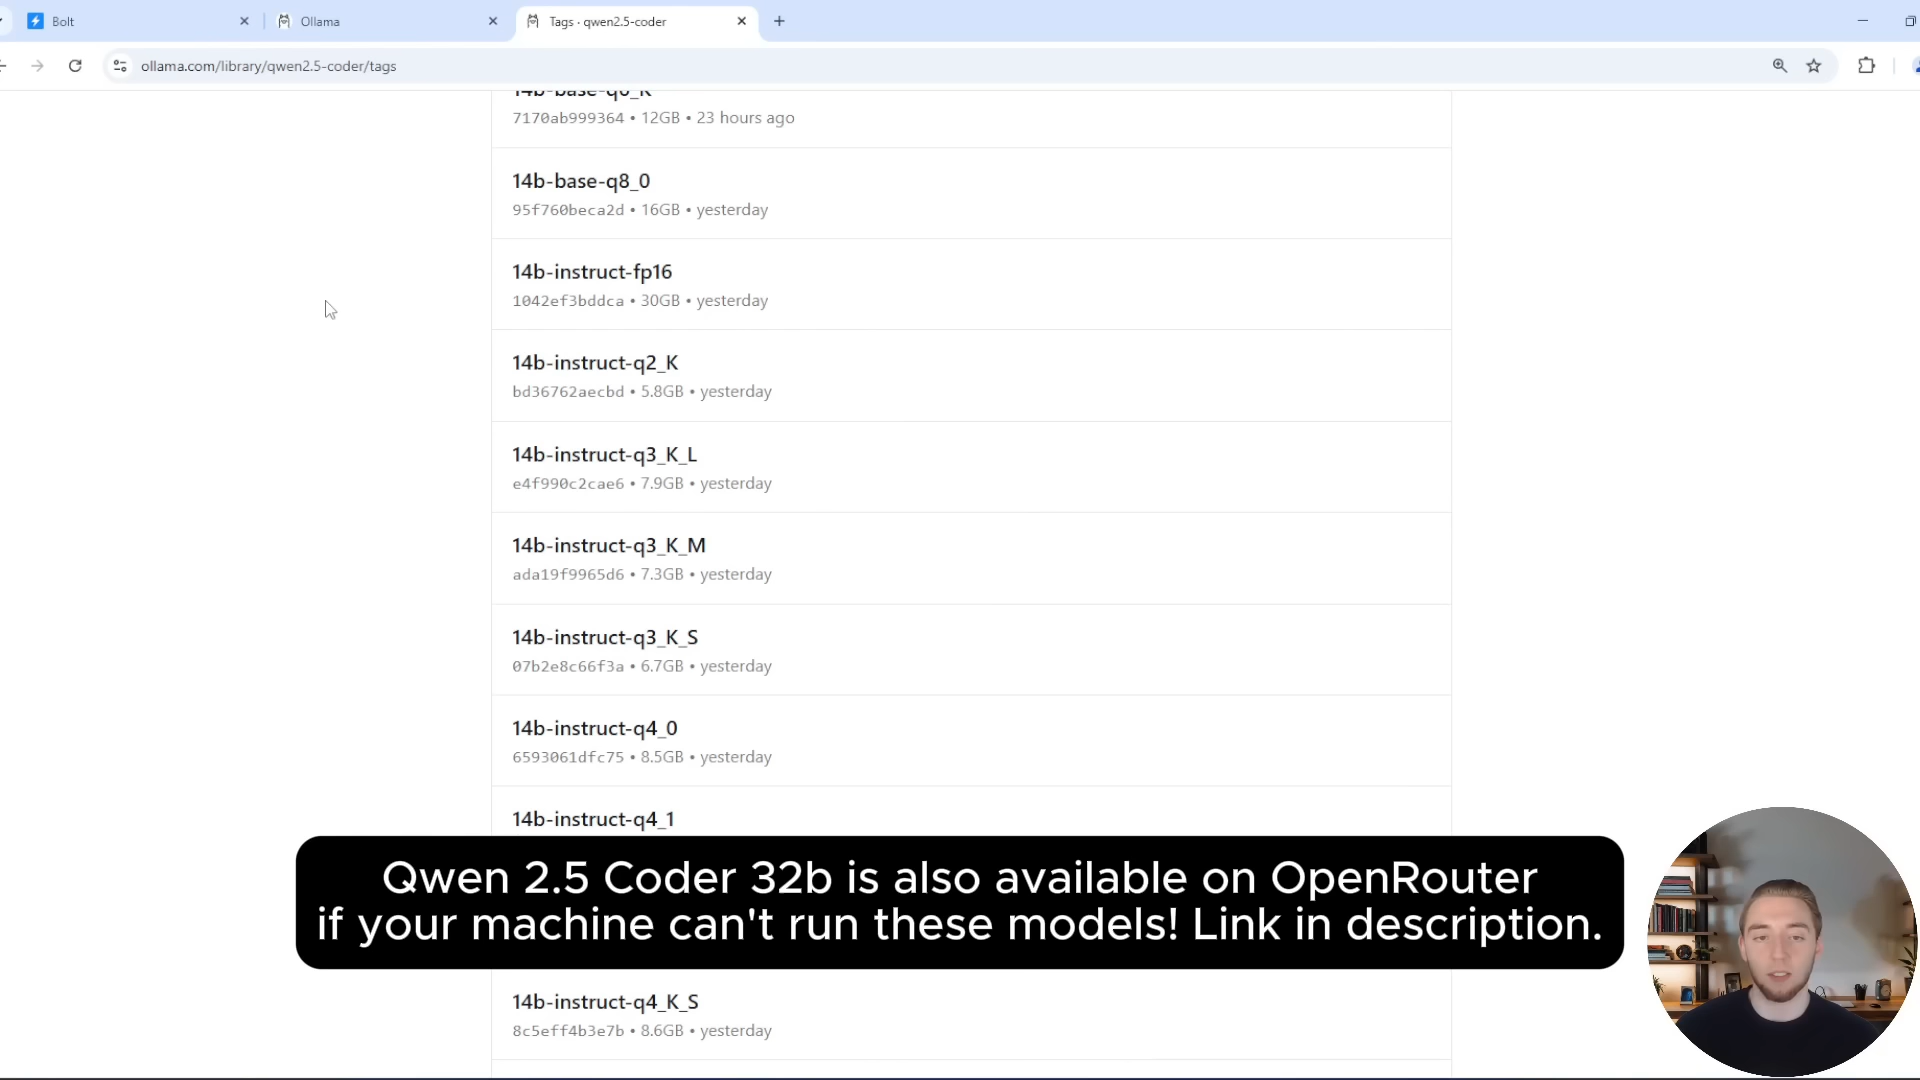 Bolt
Ollama
Tags · qwen2.5-coder
ollama.com/library/qwen2.5-coder/tags
14b-base-q6_K
7170ab999364 • 12GB • 23 hours ago
14b-base-q8_0
95f760beca2d • 16GB • yesterday
14b-instruct-fp16
1042ef3bddca • 30GB • yesterday
14b-instruct-q2_K
bd36762aecbd • 5.8GB • yesterday
14b-instruct-q3_K_L
e4f990c2cae6 • 7.9GB • yesterday
14b-instruct-q3_K_M
ada19f9965d6 • 7.3GB • yesterday
14b-instruct-q3_K_S
07b2e8c66f3a • 6.7GB • yesterday
14b-instruct-q4_0
6593061dfc75 • 8.5GB • yesterday
14b-instruct-q4_1
Qwen 2.5 Coder 32b is also available on OpenRouter
if your machine can't run these models! Link in description.
14b-instruct-q4_K_S
8c5eff4b3e7b • 8.6GB • yesterday